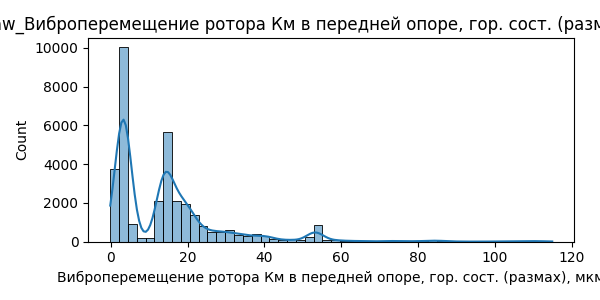 w_Виброперемещение ротора Км в передней опоре, гор. сост. (разм
10000
8000
6000
4000
2000
0
Count
0 20 40 60 80 100 120
Виброперемещение ротора Км в передней опоре, гор. сост. (размах), мкм